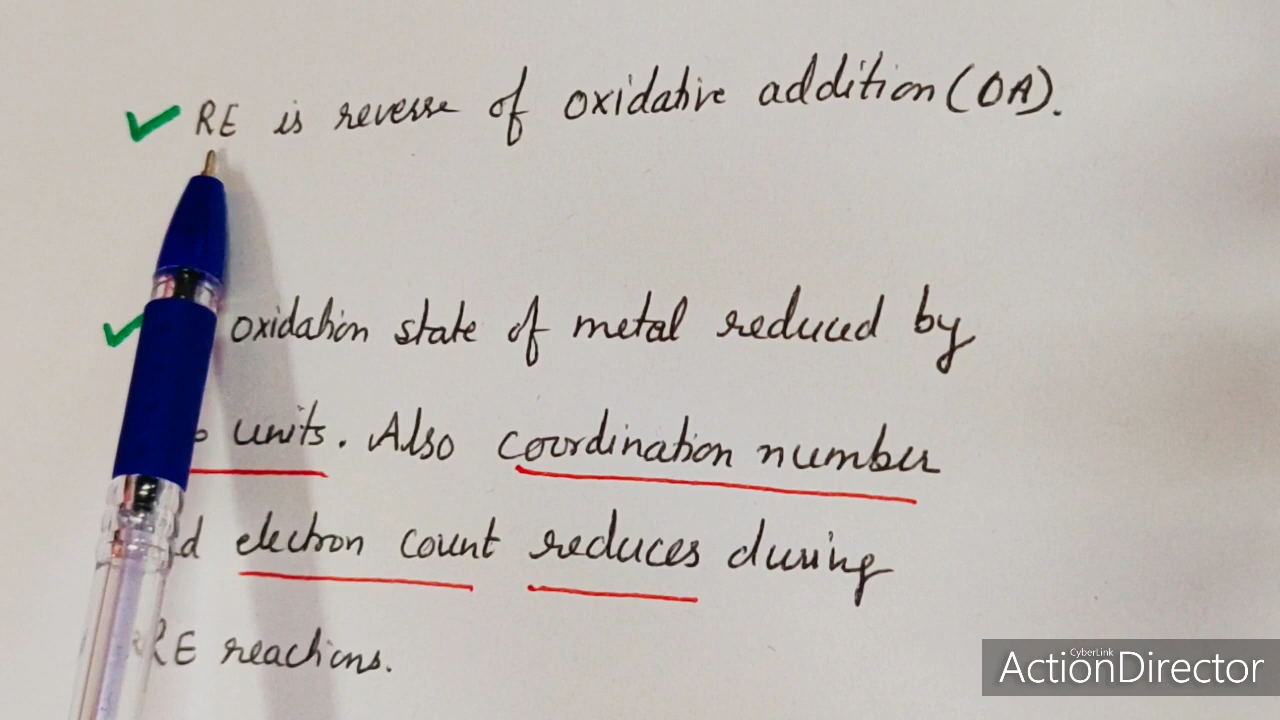 RE is reverse of oxidative addition (OA).
oxidation state of metal reduced by
units. Also coordination number
electron count reduces during
RE reactions.
CyberLink
ActionDirector